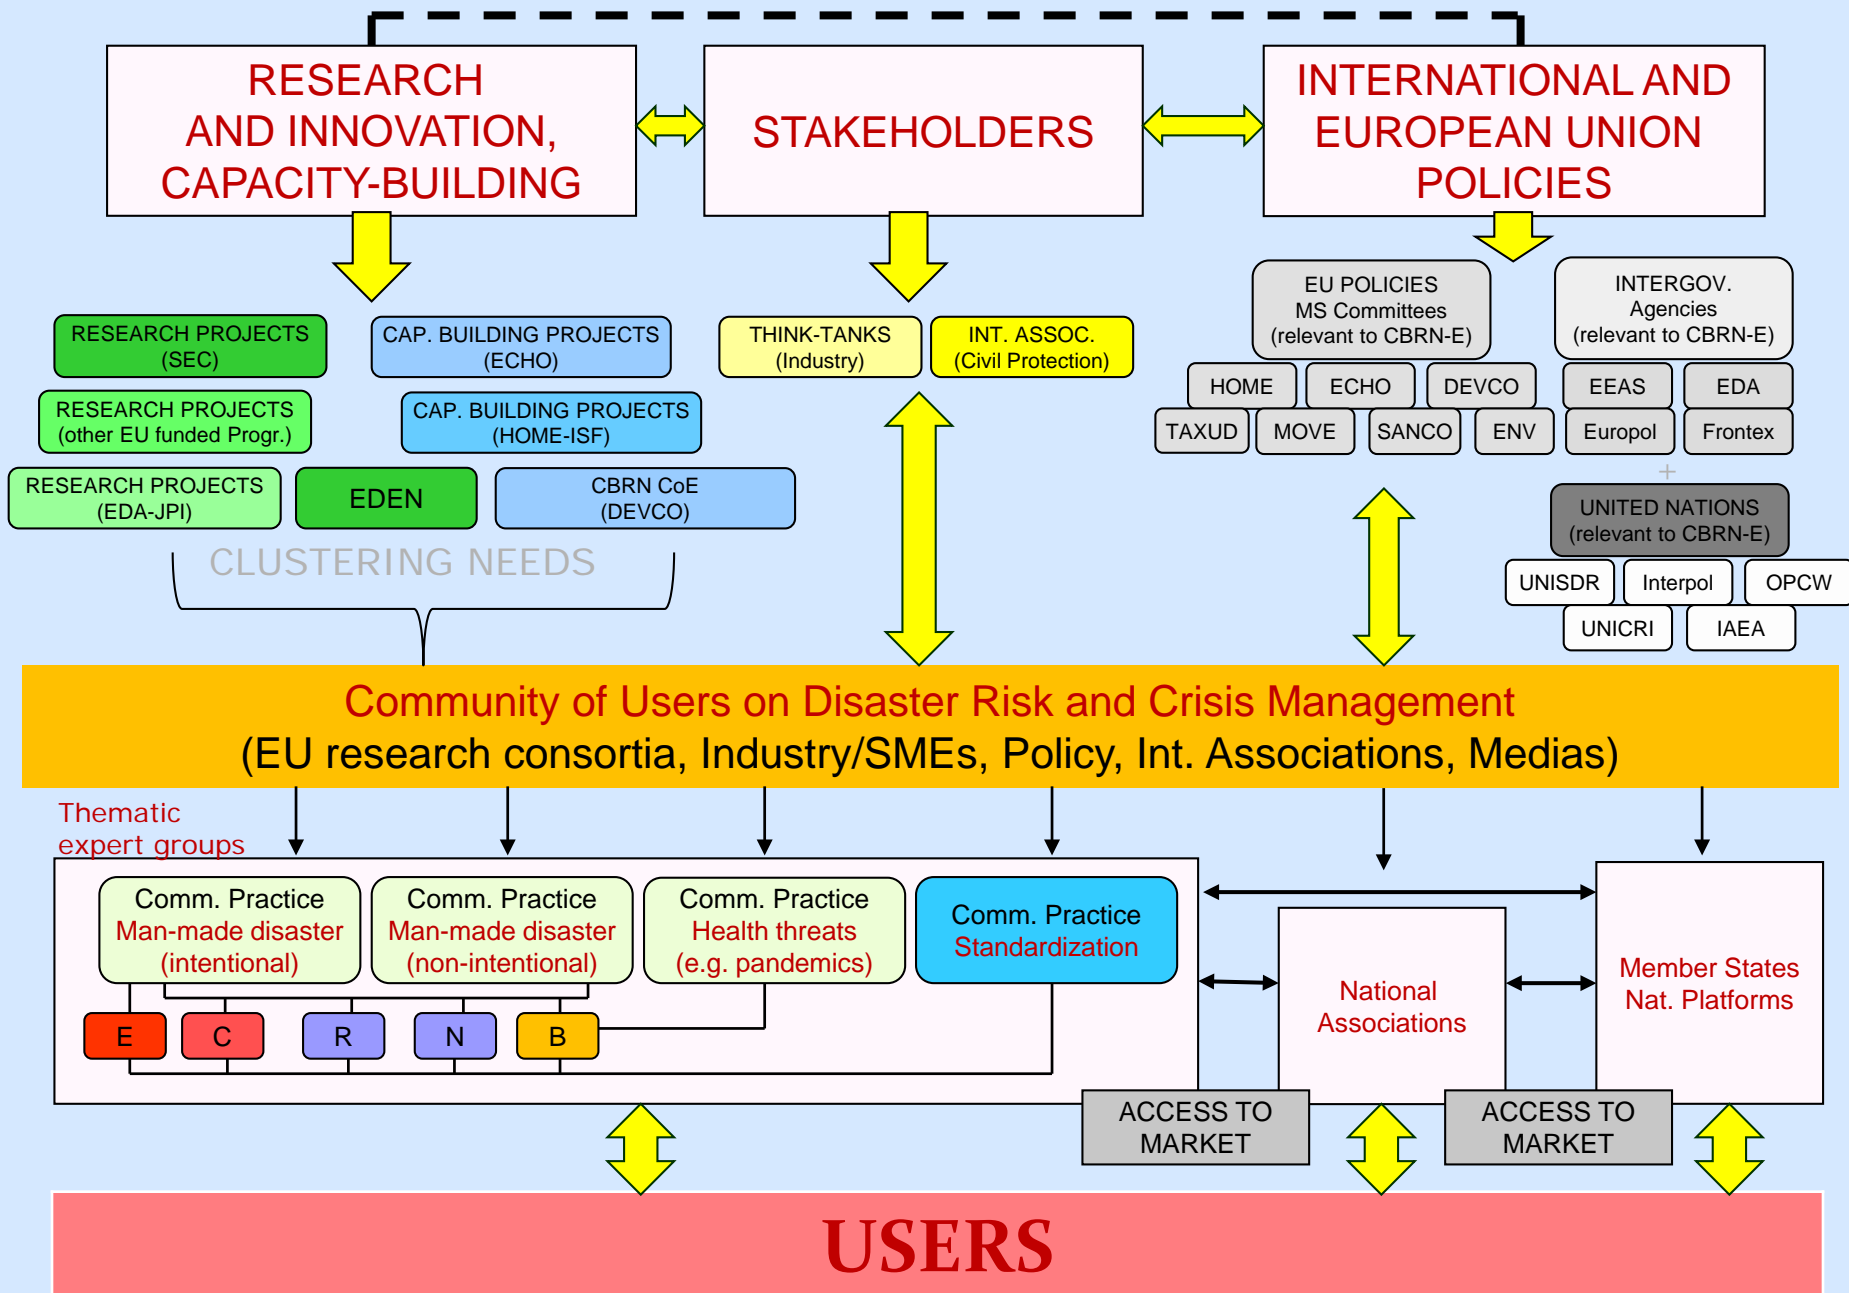 RESEARCH
AND INNOVATION,
CAPACITY-BUILDING
STAKEHOLDERS
INTERNATIONAL AND
EUROPEAN UNION
POLICIES
RESEARCH PROJECTS
(SEC)
CAP. BUILDING PROJECTS
(ECHO)
RESEARCH PROJECTS
(other EU funded Progr.)
CAP. BUILDING PROJECTS
(HOME-ISF)
RESEARCH PROJECTS
(EDA-JPI)
EDEN
CBRN CoE
(DEVCO)
CLUSTERING NEEDS
THINK-TANKS
(Industry)
INT. ASSOC.
(Civil Protection)
EU POLICIES
MS Committees
(relevant to CBRN-E)
HOME
ECHO
DEVCO
TAXUD
MOVE
SANCO
ENV
INTERGOV.
Agencies
(relevant to CBRN-E)
EEAS
EDA
Europol
Frontex
+
UNITED NATIONS
(relevant to CBRN-E)
UNISDR
Interpol
OPCW
UNICRI
IAEA
Community of Users on Disaster Risk and Crisis Management
(EU research consortia, Industry/SMEs, Policy, Int. Associations, Medias)
Thematic
expert groups
Comm. Practice
Man-made disaster
(intentional)
Comm. Practice
Man-made disaster
(non-intentional)
Comm. Practice
Health threats
(e.g. pandemics)
Comm. Practice
Standardization
E
C
R
N
B
National
Associations
Member States
Nat. Platforms
ACCESS TO
MARKET
ACCESS TO
MARKET
USERS